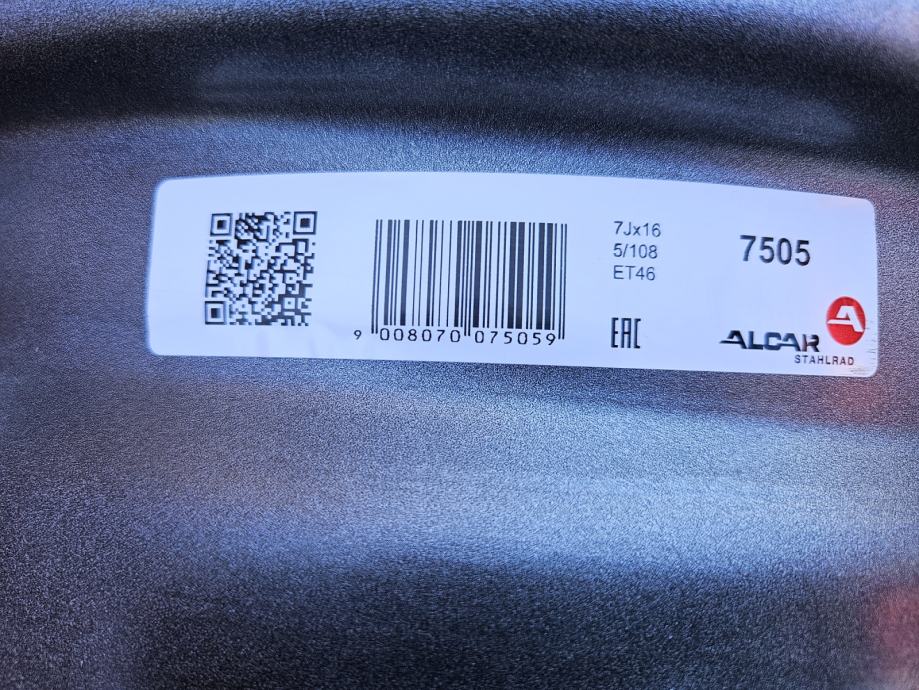 7Jx16
5/108
ET46
7505
9 008070 075059
EAC
ALCAR
STAHLRAD